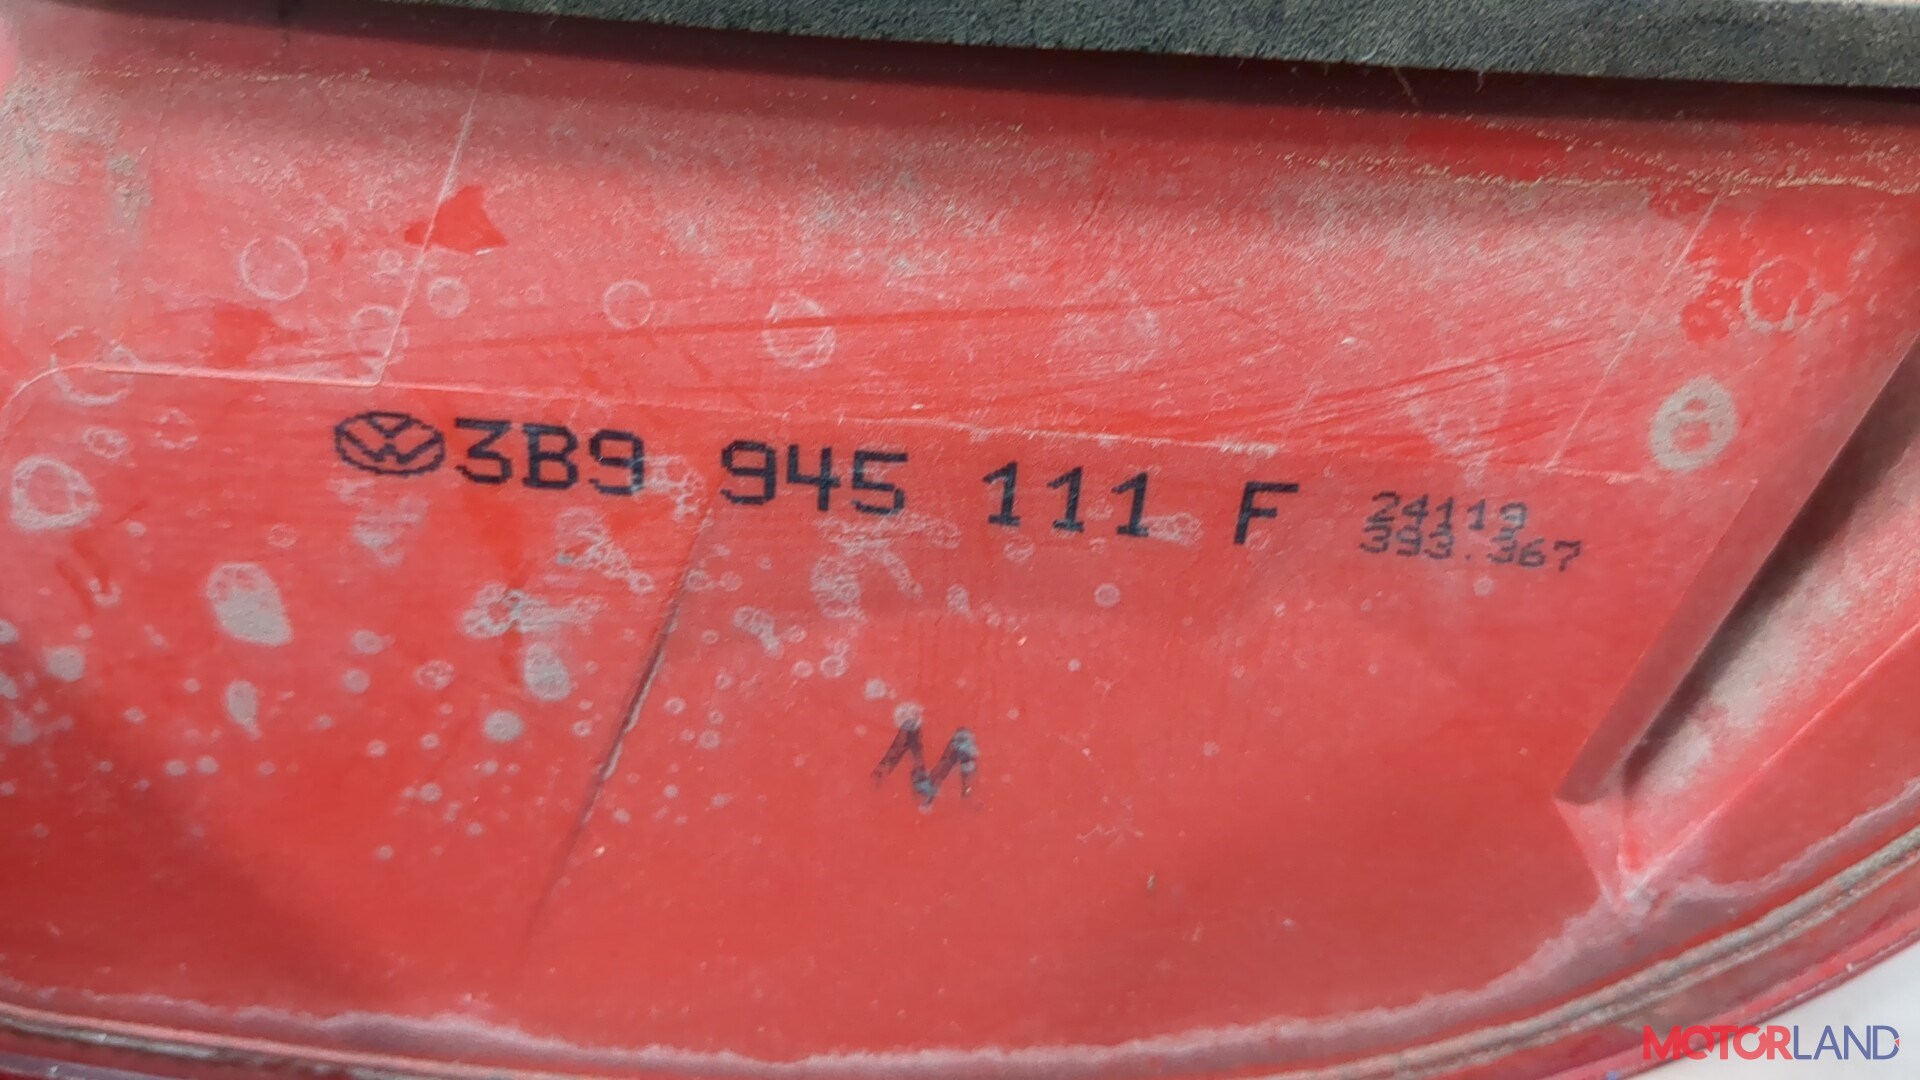 3B9 945 111 F
24119
393.367
M
MOTORLAND